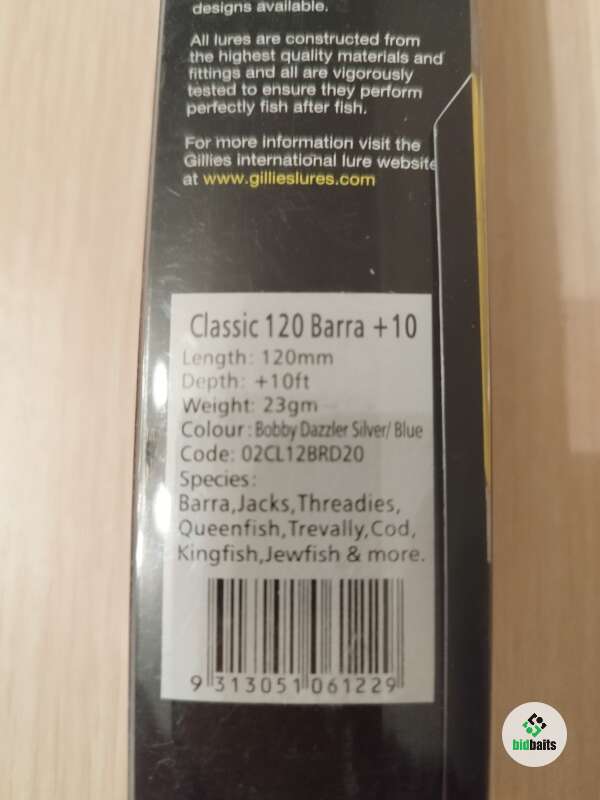 designs available.
All lures are constructed from
the highest quality materials and
fittings and all are vigorously
tested to ensure they perform
perfectly fish after fish.
For more information visit the
Gillies international lure website
at www.gillieslures.com
Classic 120 Barra +10
Length: 120mm
Depth: +10ft
Weight: 23gm
Colour: Bobby Dazzler Silver/ Blue
Code: 02CL12BRD20
Species:
Barra,Jacks,Threadies,
Queenfish,Trevally,Cod,
Kingfish,Jewfish & more.
9 313051 061229
bidbaits